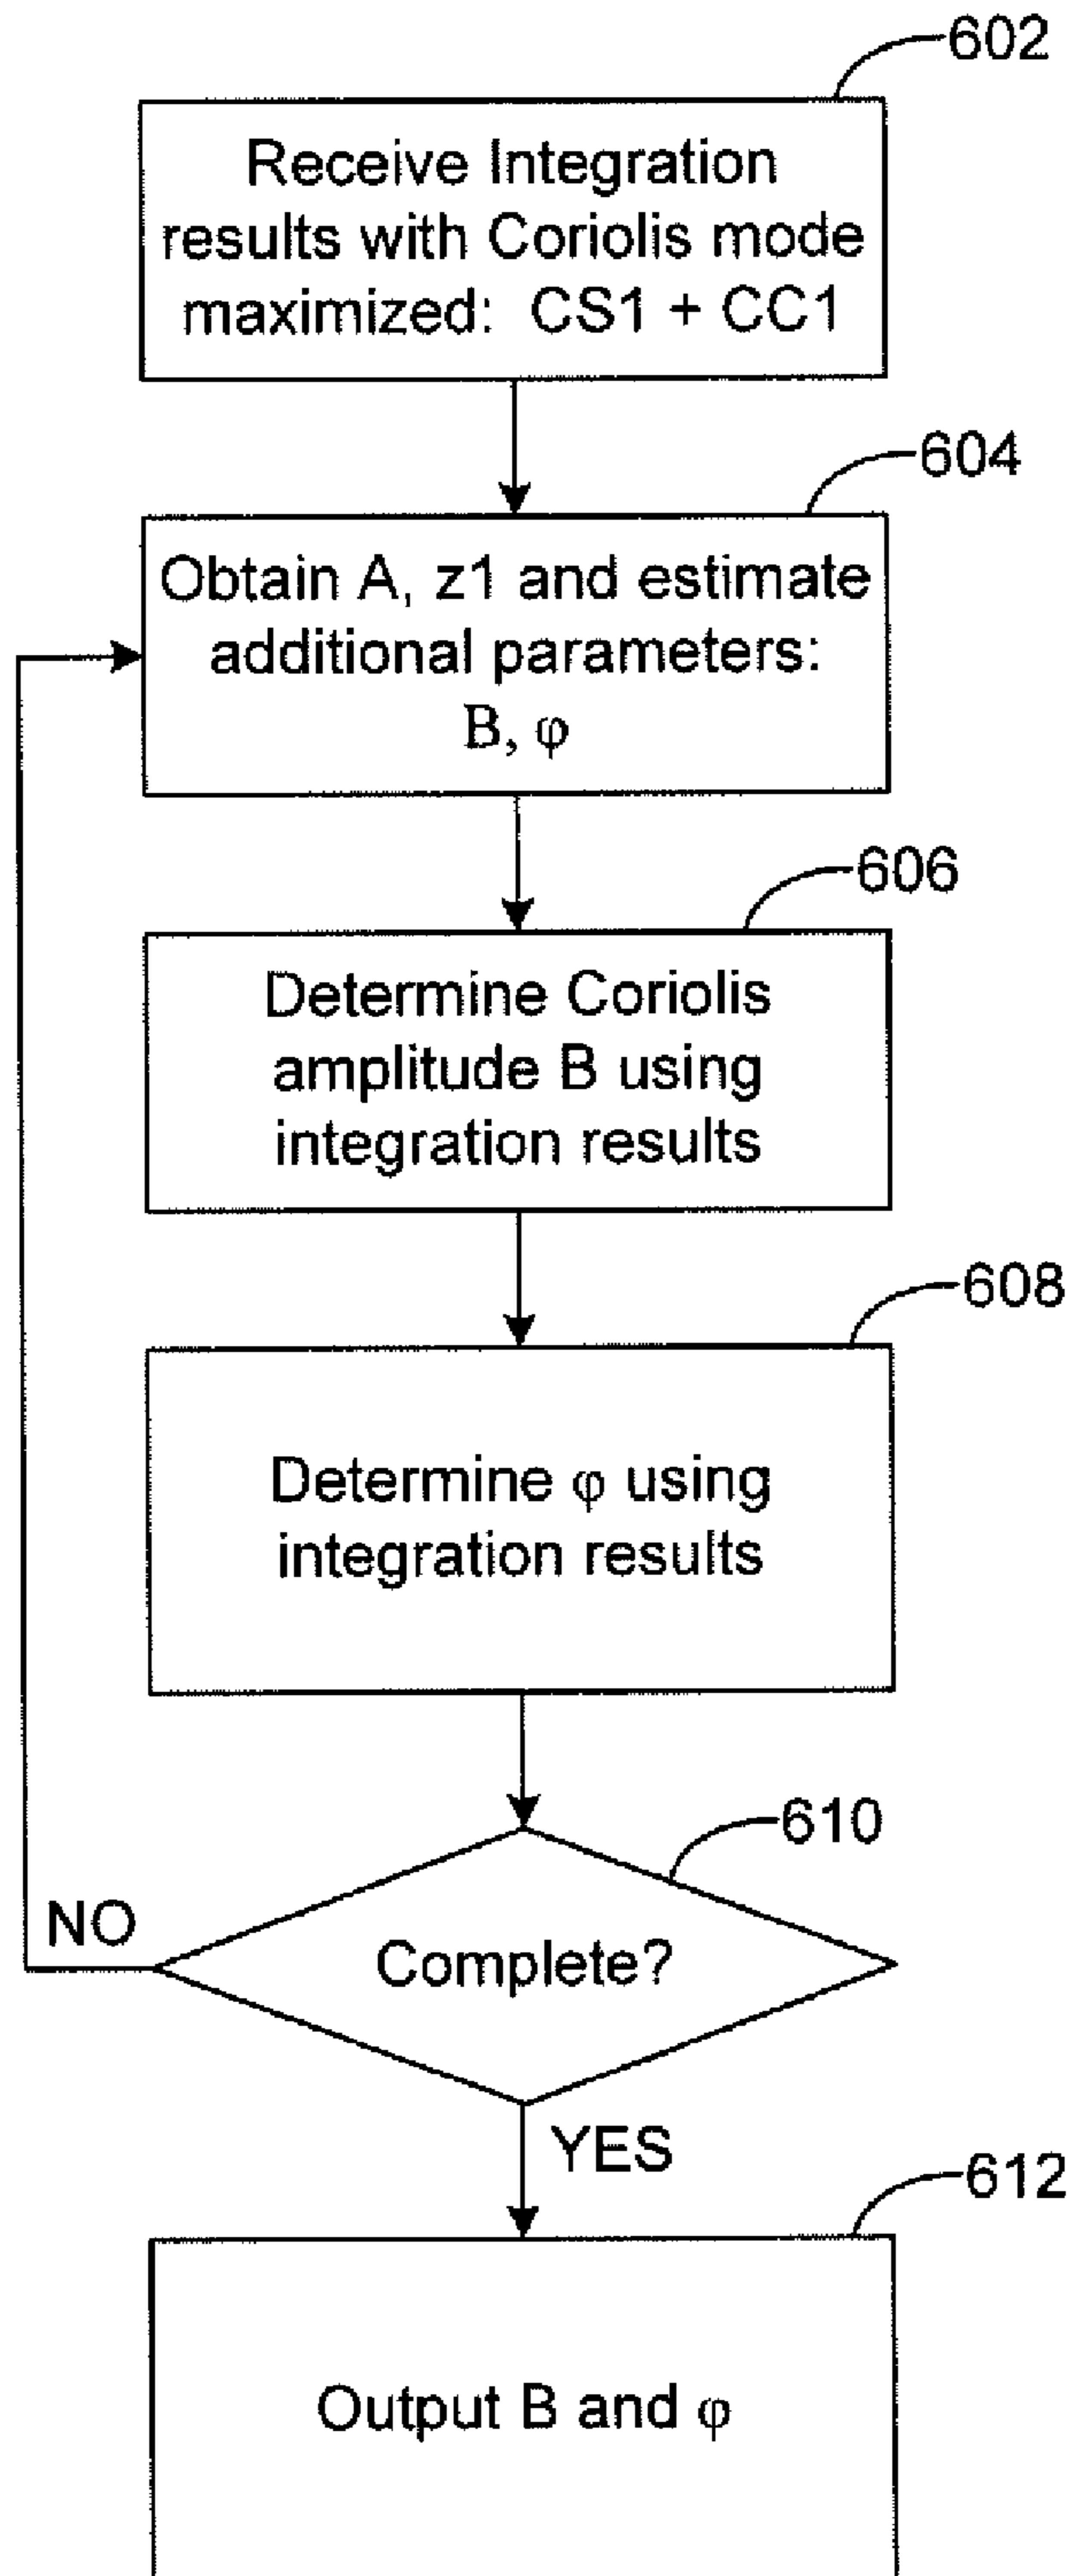 602
Receive Integration
results with Coriolis mode
maximized: CS1 + CC1
604
Obtain A, z1 and estimate
additional parameters:
B, φ
606
Determine Coriolis
amplitude B using
integration results
608
Determine φ using
integration results
610
Complete?
NO
YES
612
Output B and φ